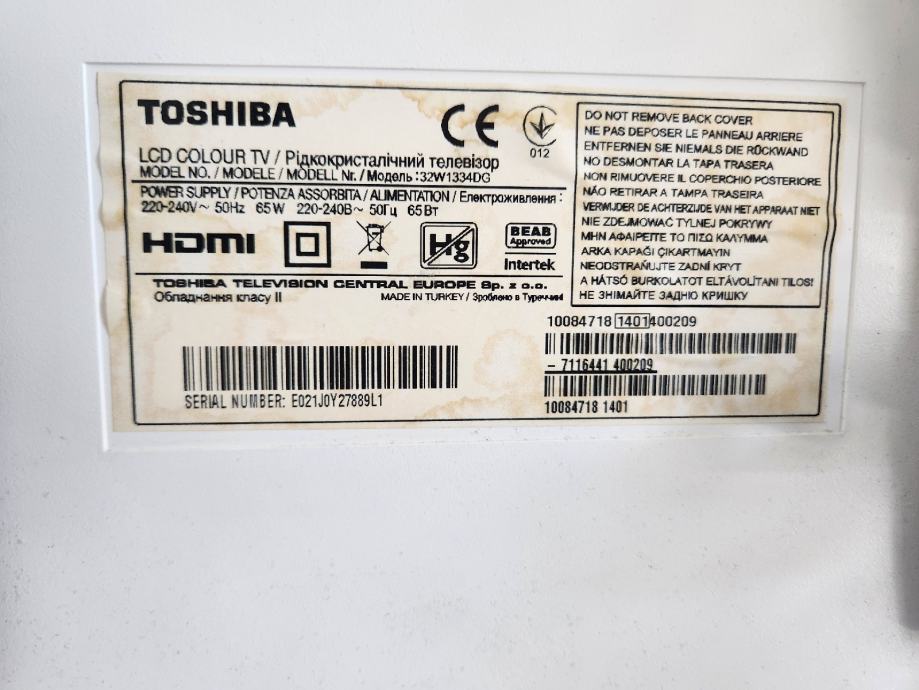 TOSHIBA
CE
012
LCD COLOUR TV / Рідкокристалічний телевізор
MODEL NO. / MODELE / MODELL Nr. / Модель : 32W1334DG
POWER SUPPLY / POTENZA ASSORBITA / ALIMENTATION / Електроживлення :
220-240V ~ 50Hz 65W 220-240В ~ 50Гц 65 Вт
HDMI
Hg
BEAB
Approved
Intertek
TOSHIBA TELEVISION CENTRAL EUROPE Sp. z o.o.
Обладнання класу II
MADE IN TURKEY / Зроблено в Туреччині
SERIAL NUMBER: E021J0Y27889L1
DO NOT REMOVE BACK COVER
NE PAS DEPOSER LE PANNEAU ARRIERE
ENTFERNEN SIE NIEMALS DIE RÜCKWAND
NO DESMONTAR LA TAPA TRASERA
NON RIMUOVERE IL COPERCHIO POSTERIORE
NÃO RETIRAR A TAMPA TRASEIRA
VERWIJDER DE ACHTERZIJDE VAN HET APPARAAT NIET
NIE ZDEJMOWAĆ TYLNEJ POKRYWY
ΜΗΝ ΑΦΑΙΡΕΙΤΕ ΤΟ ΠΙΣΩ ΚΑΛΥΜΜΑ
ARKA KAPAĞI ÇIKARTMAYIN
NEODSTRAŇUJTE ZADNÍ KRYT
A HÁTSÓ BURKOLATOT ELTÁVOLÍTANI TILOS!
НЕ ЗНІМАЙТЕ ЗАДНЮ КРИШКУ
10084718 1401400209
- 7116441 400209
10084718 1401